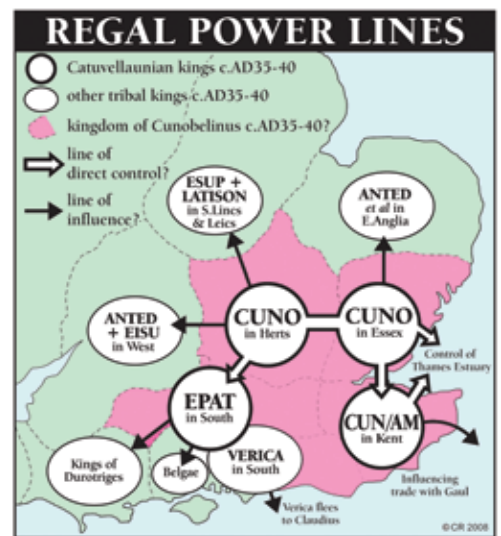 REGAL POWER LINES
Catuvellaunian kings c.AD35-40
other tribal kings c.AD35-40
kingdom of Cunobelinus c.AD35-40?
line of
direct control?
line of
influence?
ESUP +
LATISON
in S.Lincs
& Leics
ANTED
et al in
E.Anglia
ANTED
+ EISU
in West
CUNO
in Herts
CUNO
in Essex
Control of
Thames Estuary
EPAT
in South
CUN/AM
in Kent
Kings of
Durotriges
Belgae
VERICA
in South
Influencing
trade with Gaul
Verica flees
to Claudius
©CR 2008